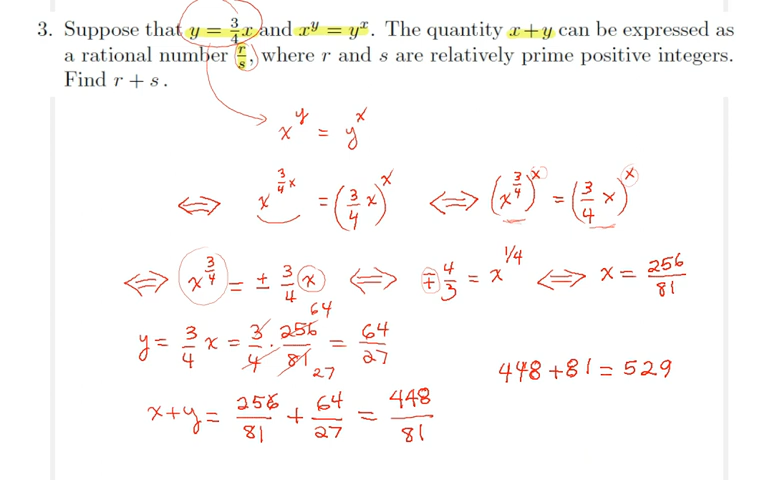 3. Suppose that y = 3/4 x and x^y = y^x. The quantity x + y can be expressed
as a rational number r/s, where r and s are relatively prime positive integers.
Find r + s.
x^y = y^x
⟺ x^(3/4 x) = (3/4 x)^x ⟺ (x^(3/4))^x = (3/4 x)^x
⟺ x^(3/4) = ± 3/4 x ⟺ ∓ 4/3 = x^(1/4) ⟺ x = 256/81
y = 3/4 x = 3/4 · 256/81 = 64/27
64
27
448 + 81 = 529
x+y = 256/81 + 64/27 = 448/81